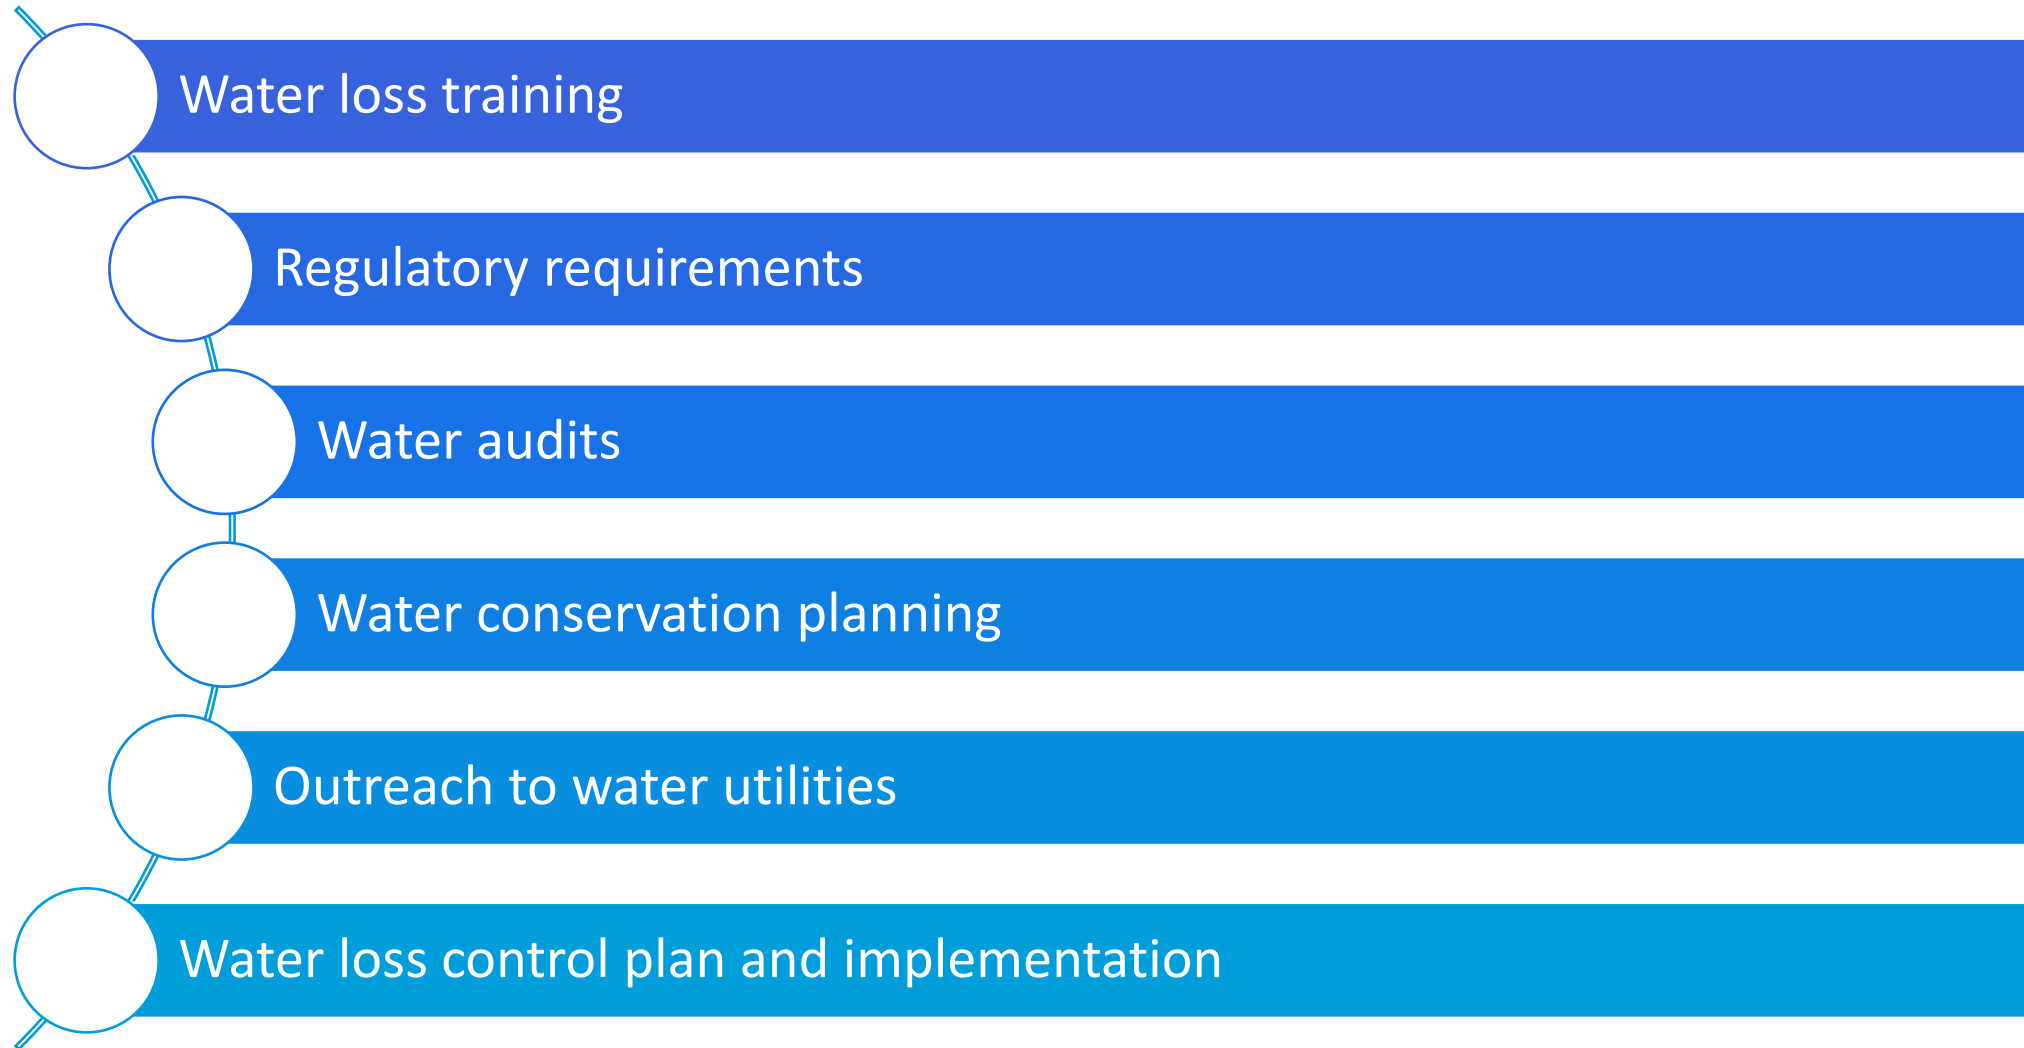 Water loss training
Regulatory requirements
Water audits
Water conservation planning
Outreach to water utilities
Water loss control plan and implementation